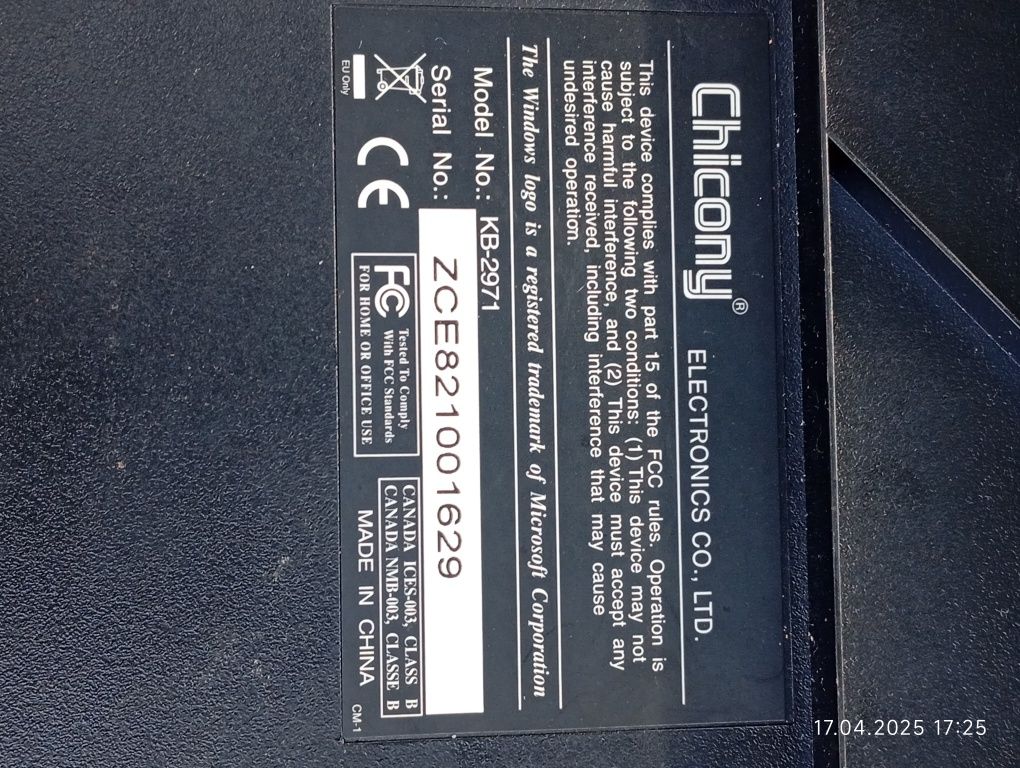 Chicony® ELECTRONICS CO., LTD.
This device complies with part 15 of the FCC rules. Operation is
subject to the following two conditions: (1) This device may not
cause harmful interference, and (2) This device must accept any
interference received, including interference that may cause
undesired operation.
The Windows logo is a registered trademark of Microsoft Corporation
Model No.: KB-2971
Serial No.: ZCE821001629
EU Only
CE
FC Tested To Comply
With FCC Standards
FOR HOME OR OFFICE USE
CANADA ICES-003, CLASS B
CANADA NMB-003, CLASSE B
MADE IN CHINA
CM-1
17.04.2025 17:25